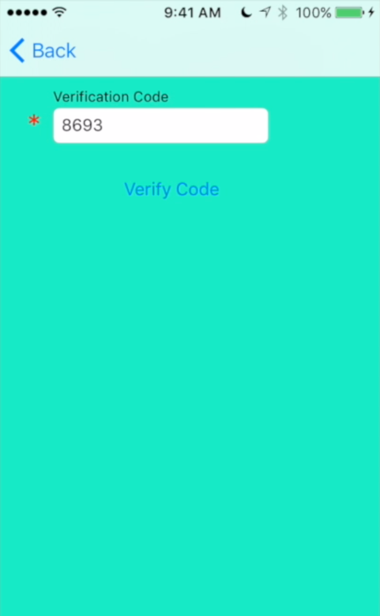 9:41 AM 100%
Back
Verification Code
* 8693
Verify Code